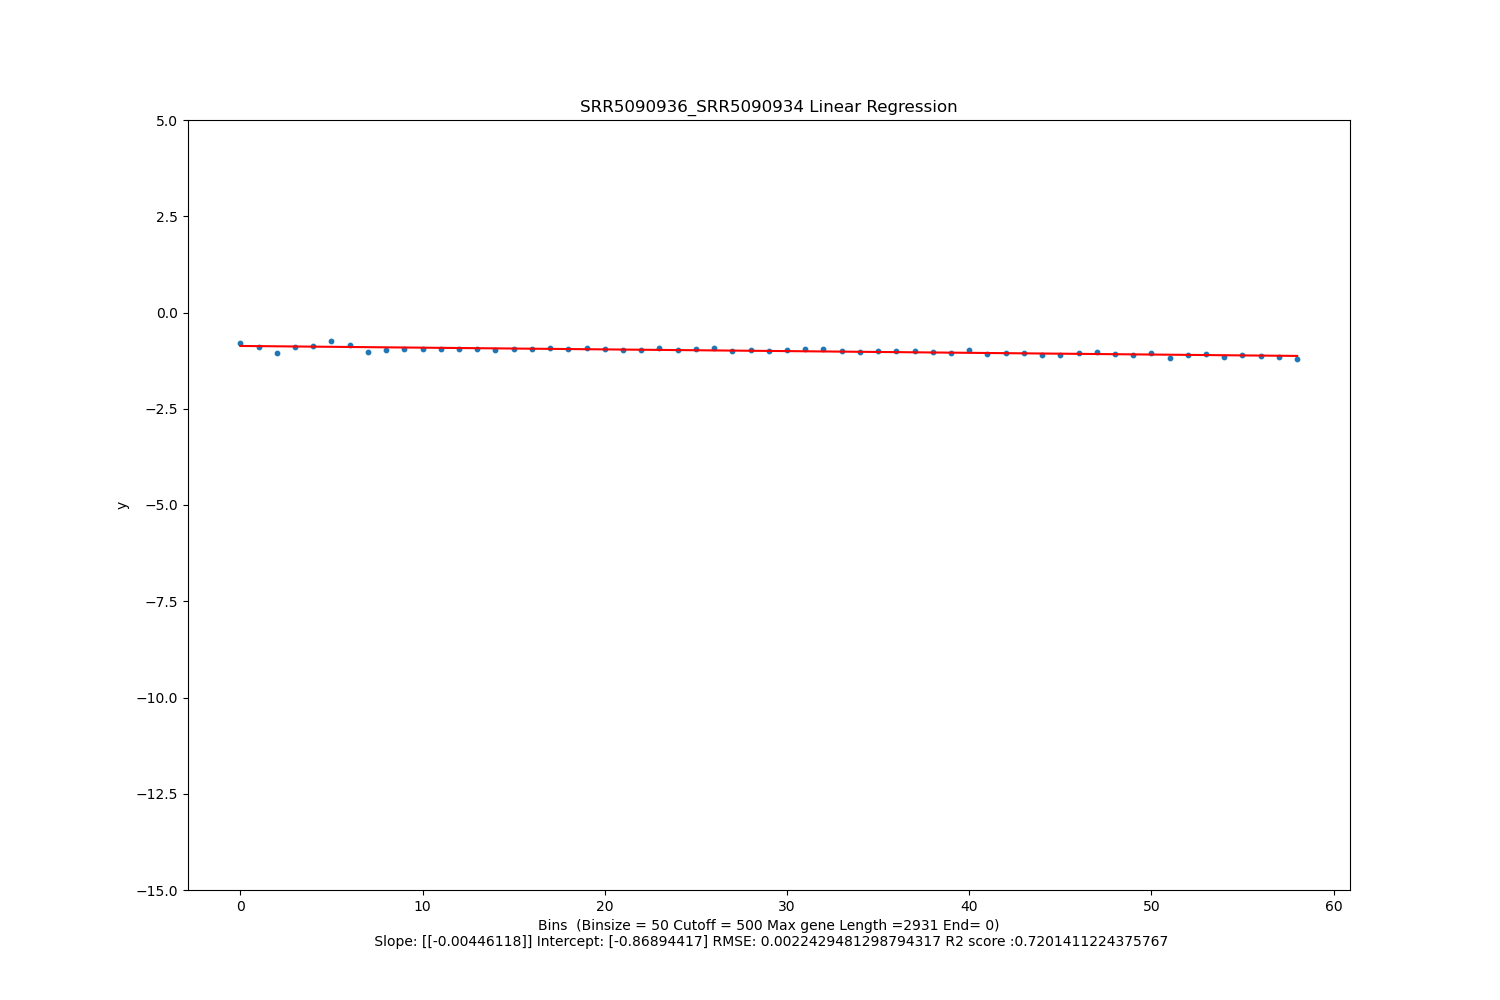 SRR5090936_SRR5090934 Linear Regression
5.0
2.5
0.0
−2.5
−5.0
−7.5
−10.0
−12.5
−15.0
y
0 10 20 30 40 50 60
Bins  (Binsize = 50 Cutoff = 500 Max gene Length =2931 End= 0)
Slope: [[-0.00446118]] Intercept: [-0.86894417] RMSE: 0.0022429481298794317 R2 score :0.7201411224375767